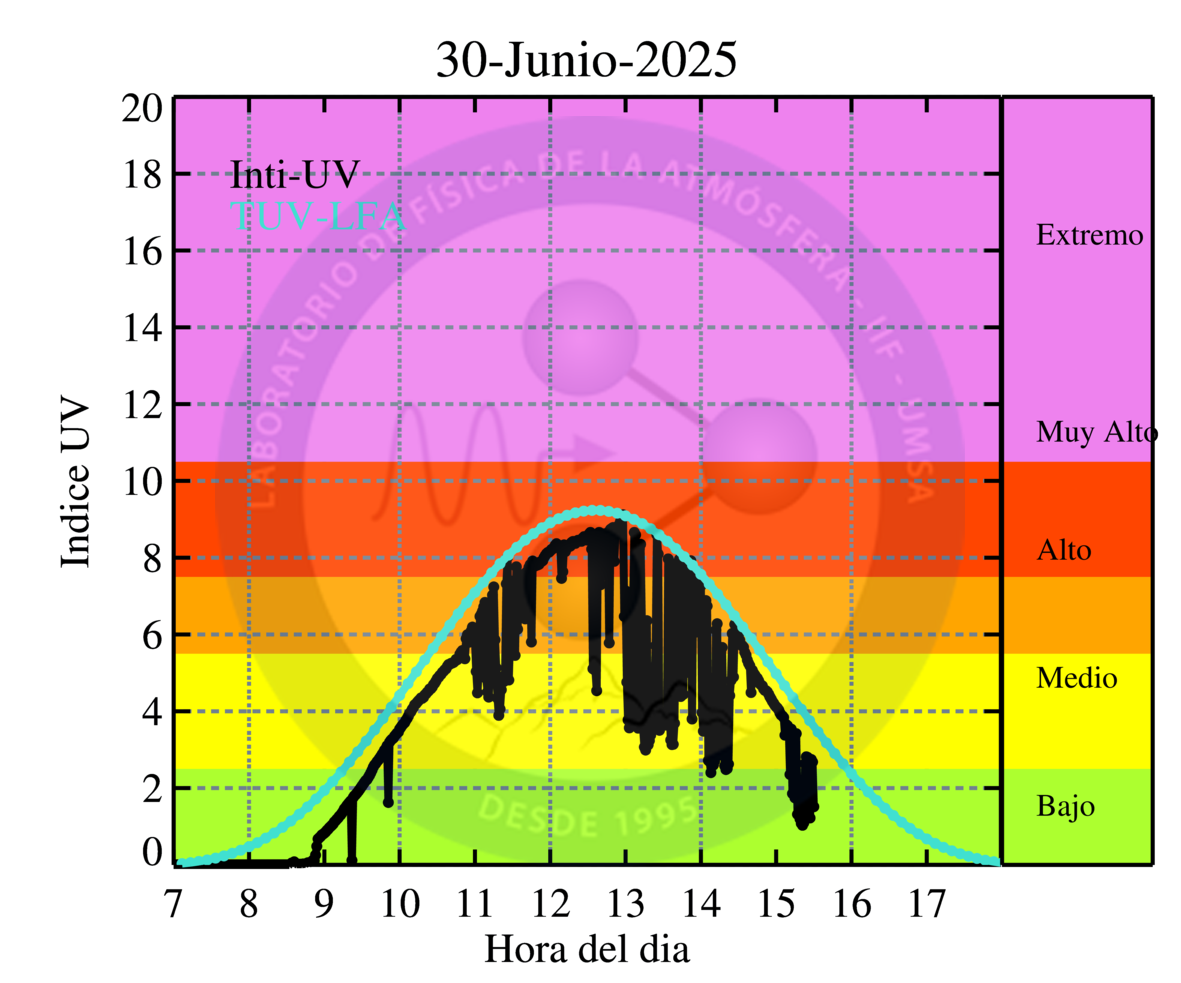 30-Junio-2025
20
18
16
14
12
10
8
6
4
2
0
Indice UV
Inti-UV
TUV-LFA
LABORATORIO DE FÍSICA DE LA ATMÓSFERA - IIF - UMSA
DESDE 1995
Extremo
Muy Alto
Alto
Medio
Bajo
7 8 9 10 11 12 13 14 15 16 17
Hora del dia